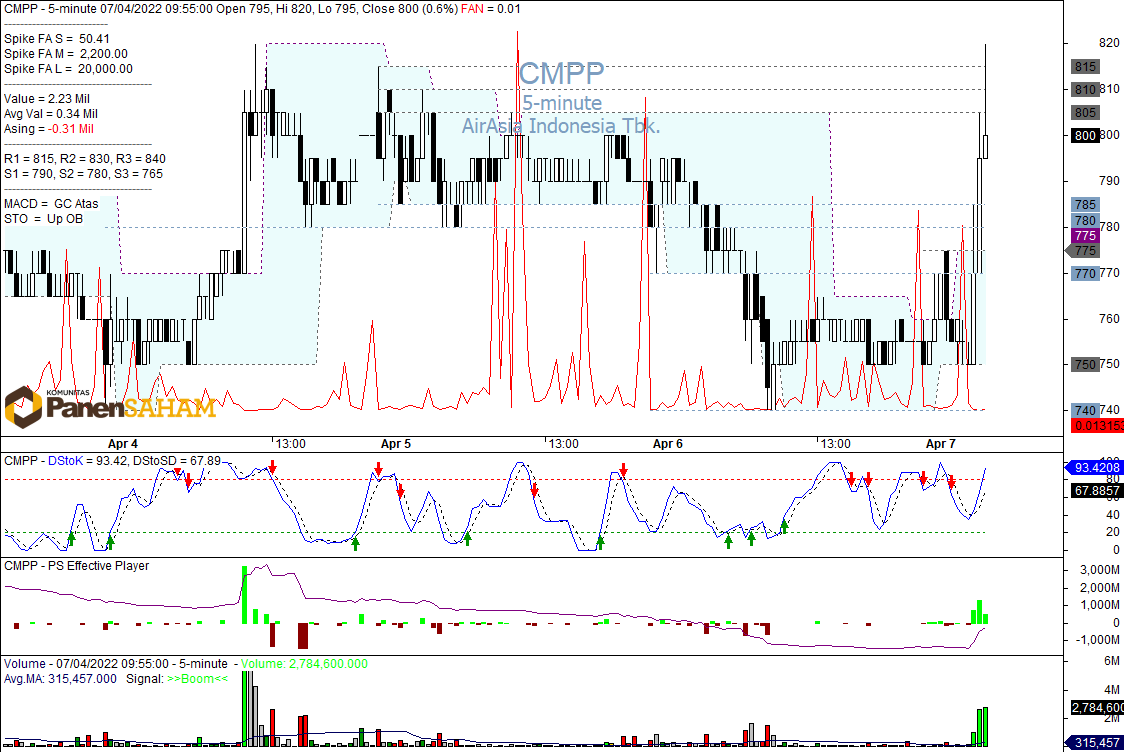 CMPP - 5-minute 07/04/2022 09:55:00 Open 795, Hi 820, Lo 795, Close 800 (0.6%) FAN = 0.01
Spike FA S = 50.41
Spike FA M = 2,200.00
Spike FA L = 20,000.00
Value = 2.23 Mil
Avg Val = 0.34 Mil
Asing = -0.31 Mil
R1 = 815, R2 = 830, R3 = 840
S1 = 790, S2 = 780, S3 = 765
MACD = GC Atas
STO = Up OB
CMPP
5-minute
AirAsia Indonesia Tbk.
820
815
810 810
805
800 800
790
785
780 780
775
775
770 770
760
750 750
740 740
0.013153
KOMUNITAS
PanenSAHAM
Apr 4 13:00 Apr 5 13:00 Apr 6 13:00 Apr 7
CMPP - DStoK = 93.42, DStoSD = 67.89
100
93.4208
80
67.8857
40
20
0
CMPP - PS Effective Player
3,000M
2,000M
1,000M
0
-1,000M
Volume - 07/04/2022 09:55:00 - 5-minute - Volume: 2,784,600.000
Avg.MA: 315,457.000 Signal: >>Boom<<
6M
4M
2,784,600
2M
315,457